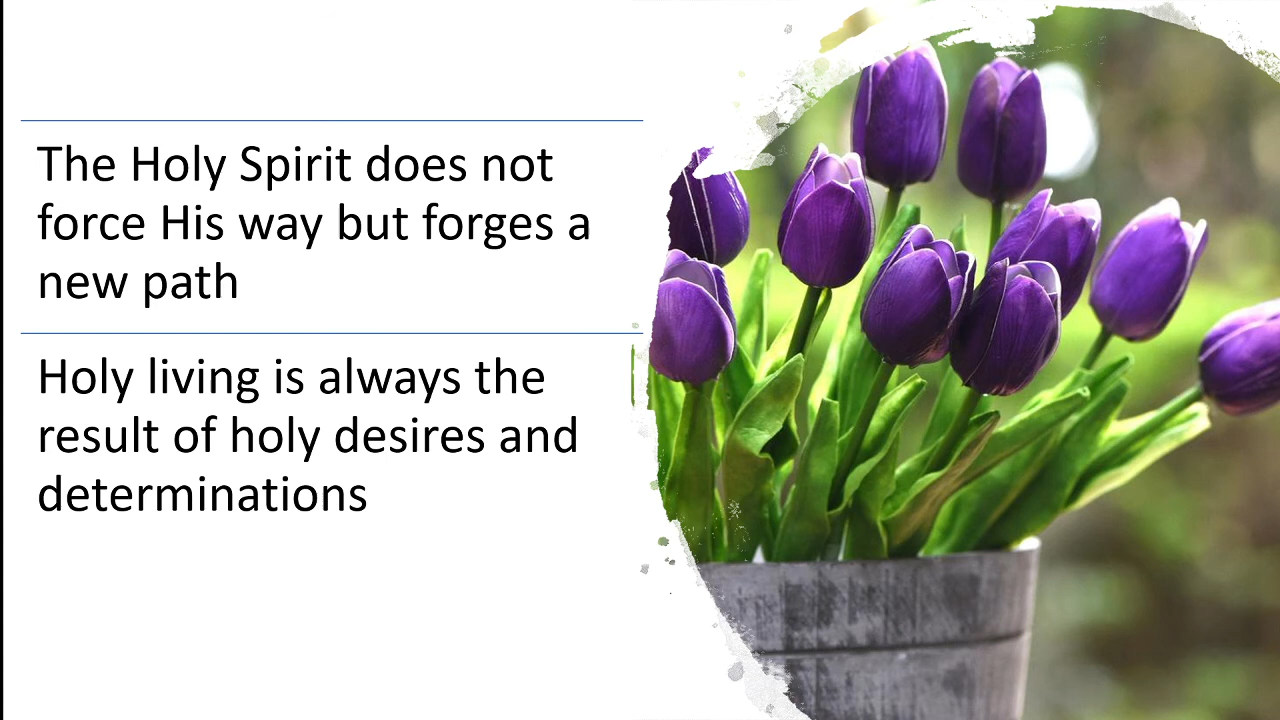 The Holy Spirit does not
force His way but forges a
new path
Holy living is always the
result of holy desires and
determinations